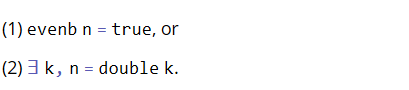 (1) evenb n = true, or
(2) ∃ k, n = double k.